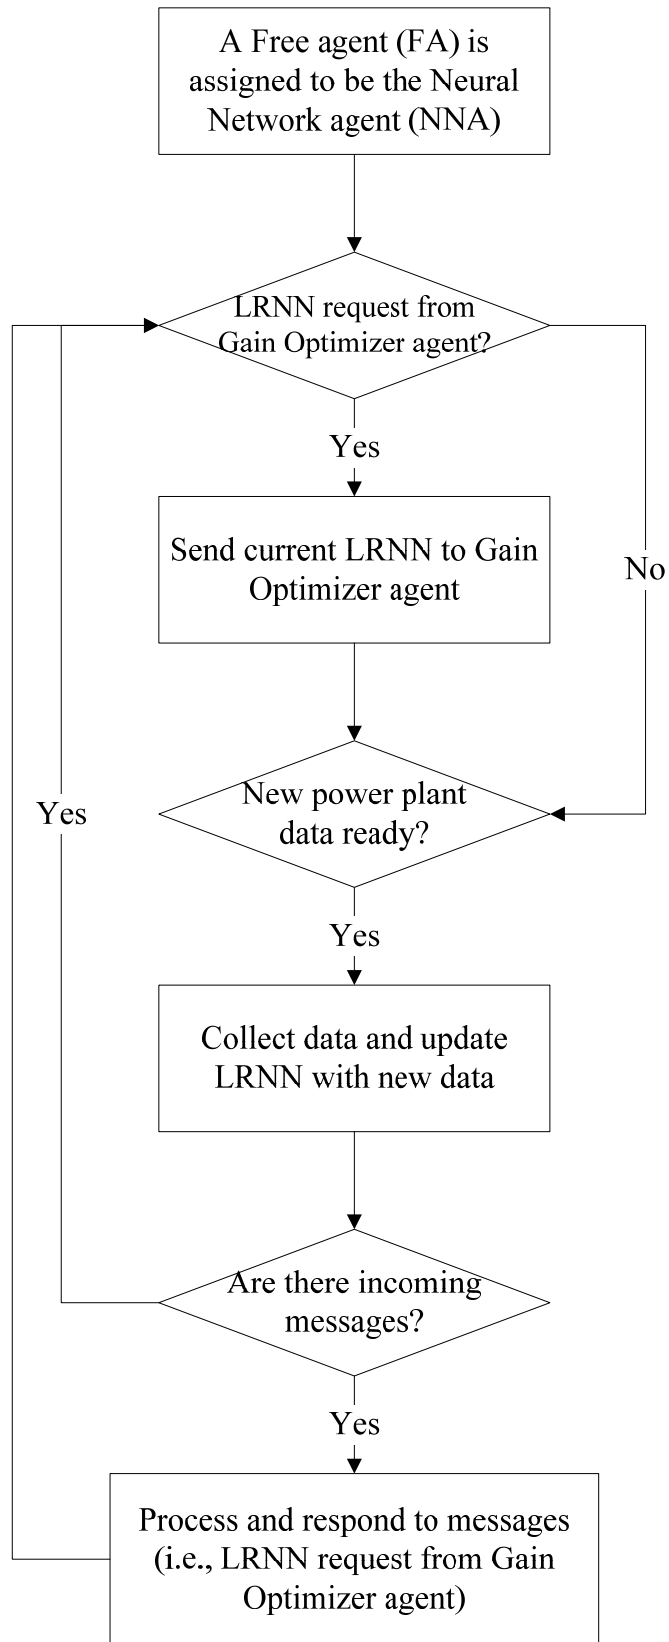 A Free agent (FA) is
assigned to be the Neural
Network agent (NNA)
LRNN request from
Gain Optimizer agent?
Yes
Send current LRNN to Gain
Optimizer agent
No
New power plant
data ready?
Yes
Yes
Collect data and update
LRNN with new data
Are there incoming
messages?
Yes
Process and respond to messages
(i.e., LRNN request from Gain
Optimizer agent)